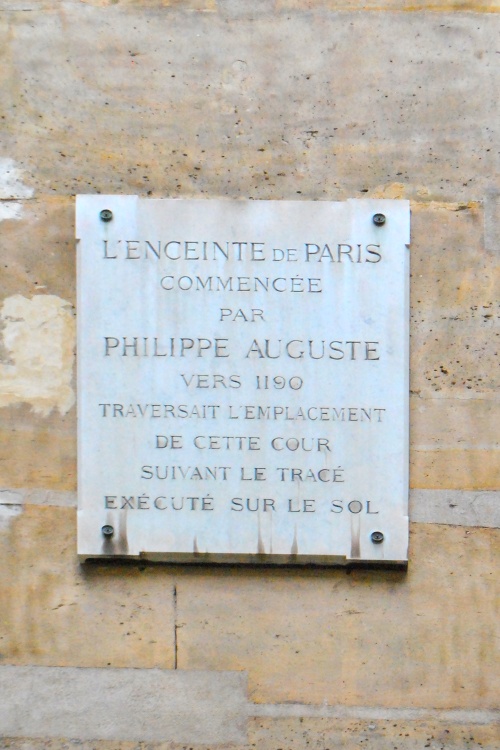 L'ENCEINTE DE PARIS
COMMENCÉE
PAR
PHILIPPE AUGUSTE
VERS 1190
TRAVERSAIT L'EMPLACEMENT
DE CETTE COUR
SUIVANT LE TRACÉ
EXÉCUTÉ SUR LE SOL